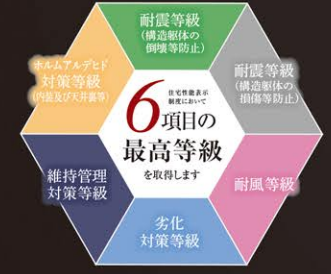 耐震等級
(構造躯体の
倒壊等防止)
耐震等級
(構造躯体の
損傷等防止)
耐風等級
劣化
対策等級
維持管理
対策等級
ホルムアルデヒド
対策等級
(内装及び天井裏等)
住宅性能表示
制度において
6項目の
最高等級
を取得します